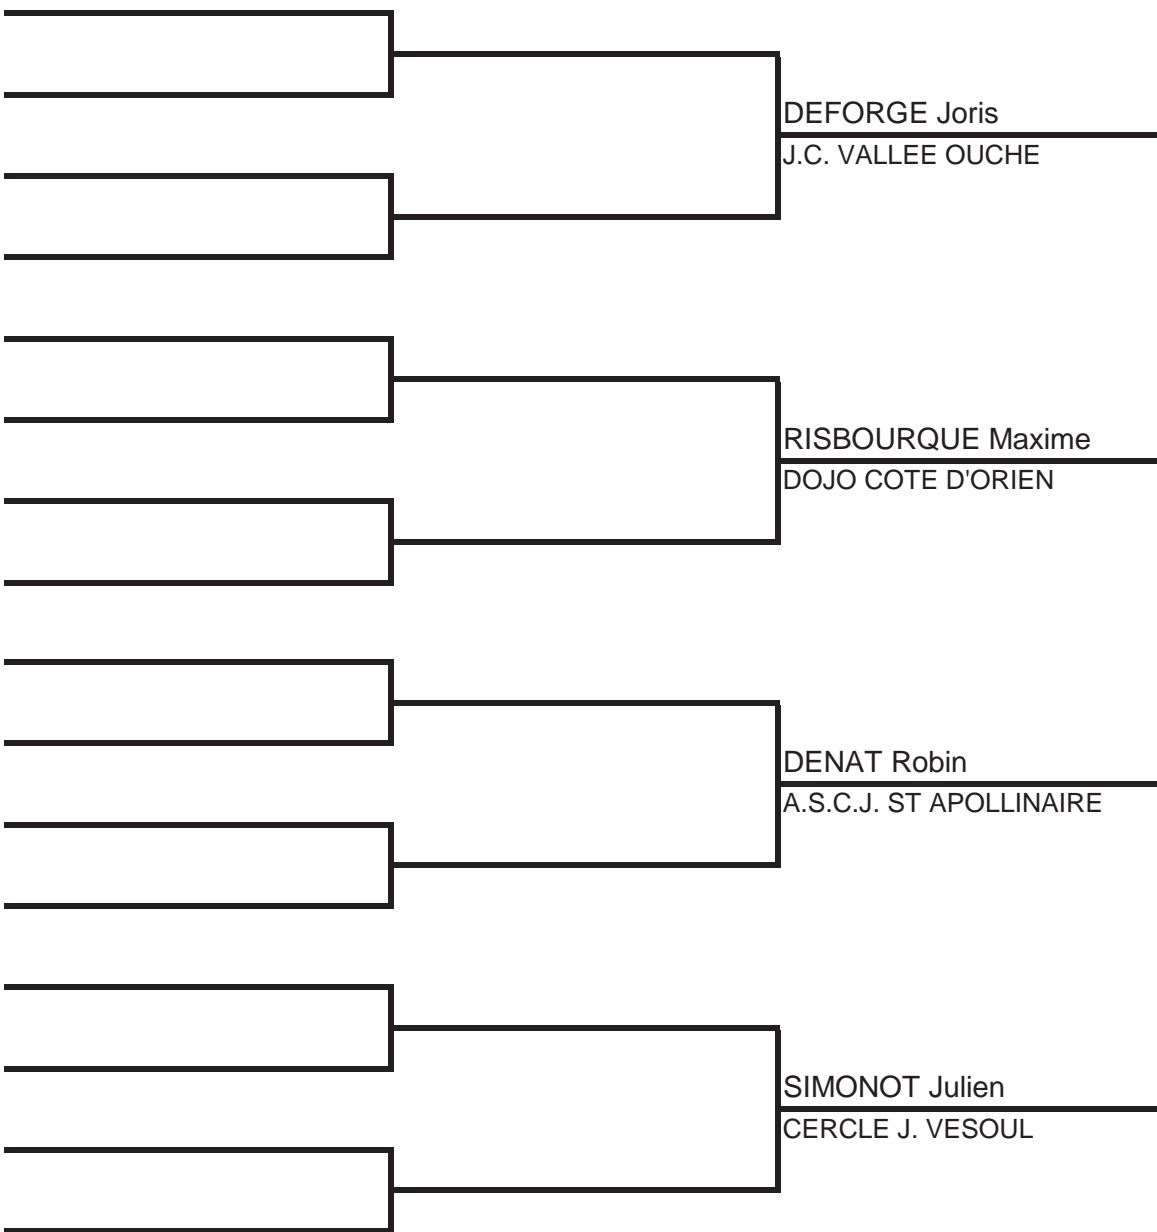 DEFORGE Joris
J.C. VALLEE OUCHE
RISBOURQUE Maxime
DOJO COTE D'ORIEN
DENAT Robin
A.S.C.J. ST APOLLINAIRE
SIMONOT Julien
CERCLE J. VESOUL